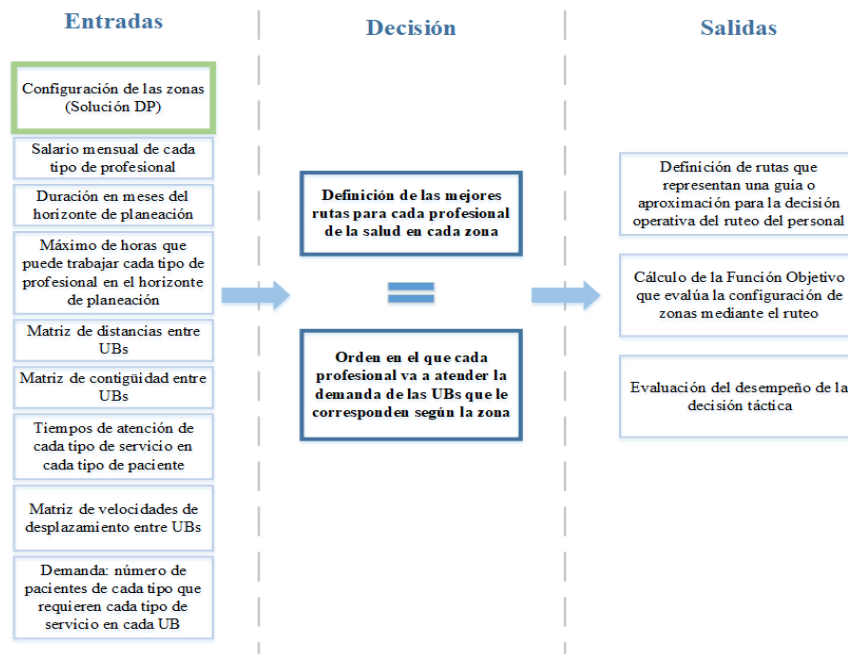 Entradas
Configuración de las zonas
(Solución DP)
Salario mensual de cada
tipo de profesional
Duración en meses del
horizonte de planeación
Máximo de horas que
puede trabajar cada tipo de
profesional en el horizonte
de planeación
Matriz de distancias entre
UBs
Matriz de contigüidad entre
UBs
Tiempos de atención de
cada tipo de servicio en
cada tipo de paciente
Matriz de velocidades de
desplazamiento entre UBs
Demanda: número de
pacientes de cada tipo que
requieren cada tipo de
servicio en cada UB
Decisión
Definición de las mejores
rutas para cada profesional
de la salud en cada zona
=
Orden en el que cada
profesional va a atender la
demanda de las UBs que le
corresponden según la zona
Salidas
Definición de rutas que
representan una guía o
aproximación para la decisión
operativa del ruteo del personal
Cálculo de la Función Objetivo
que evalúa la configuración de
zonas mediante el ruteo
Evaluación del desempeño de la
decisión táctica